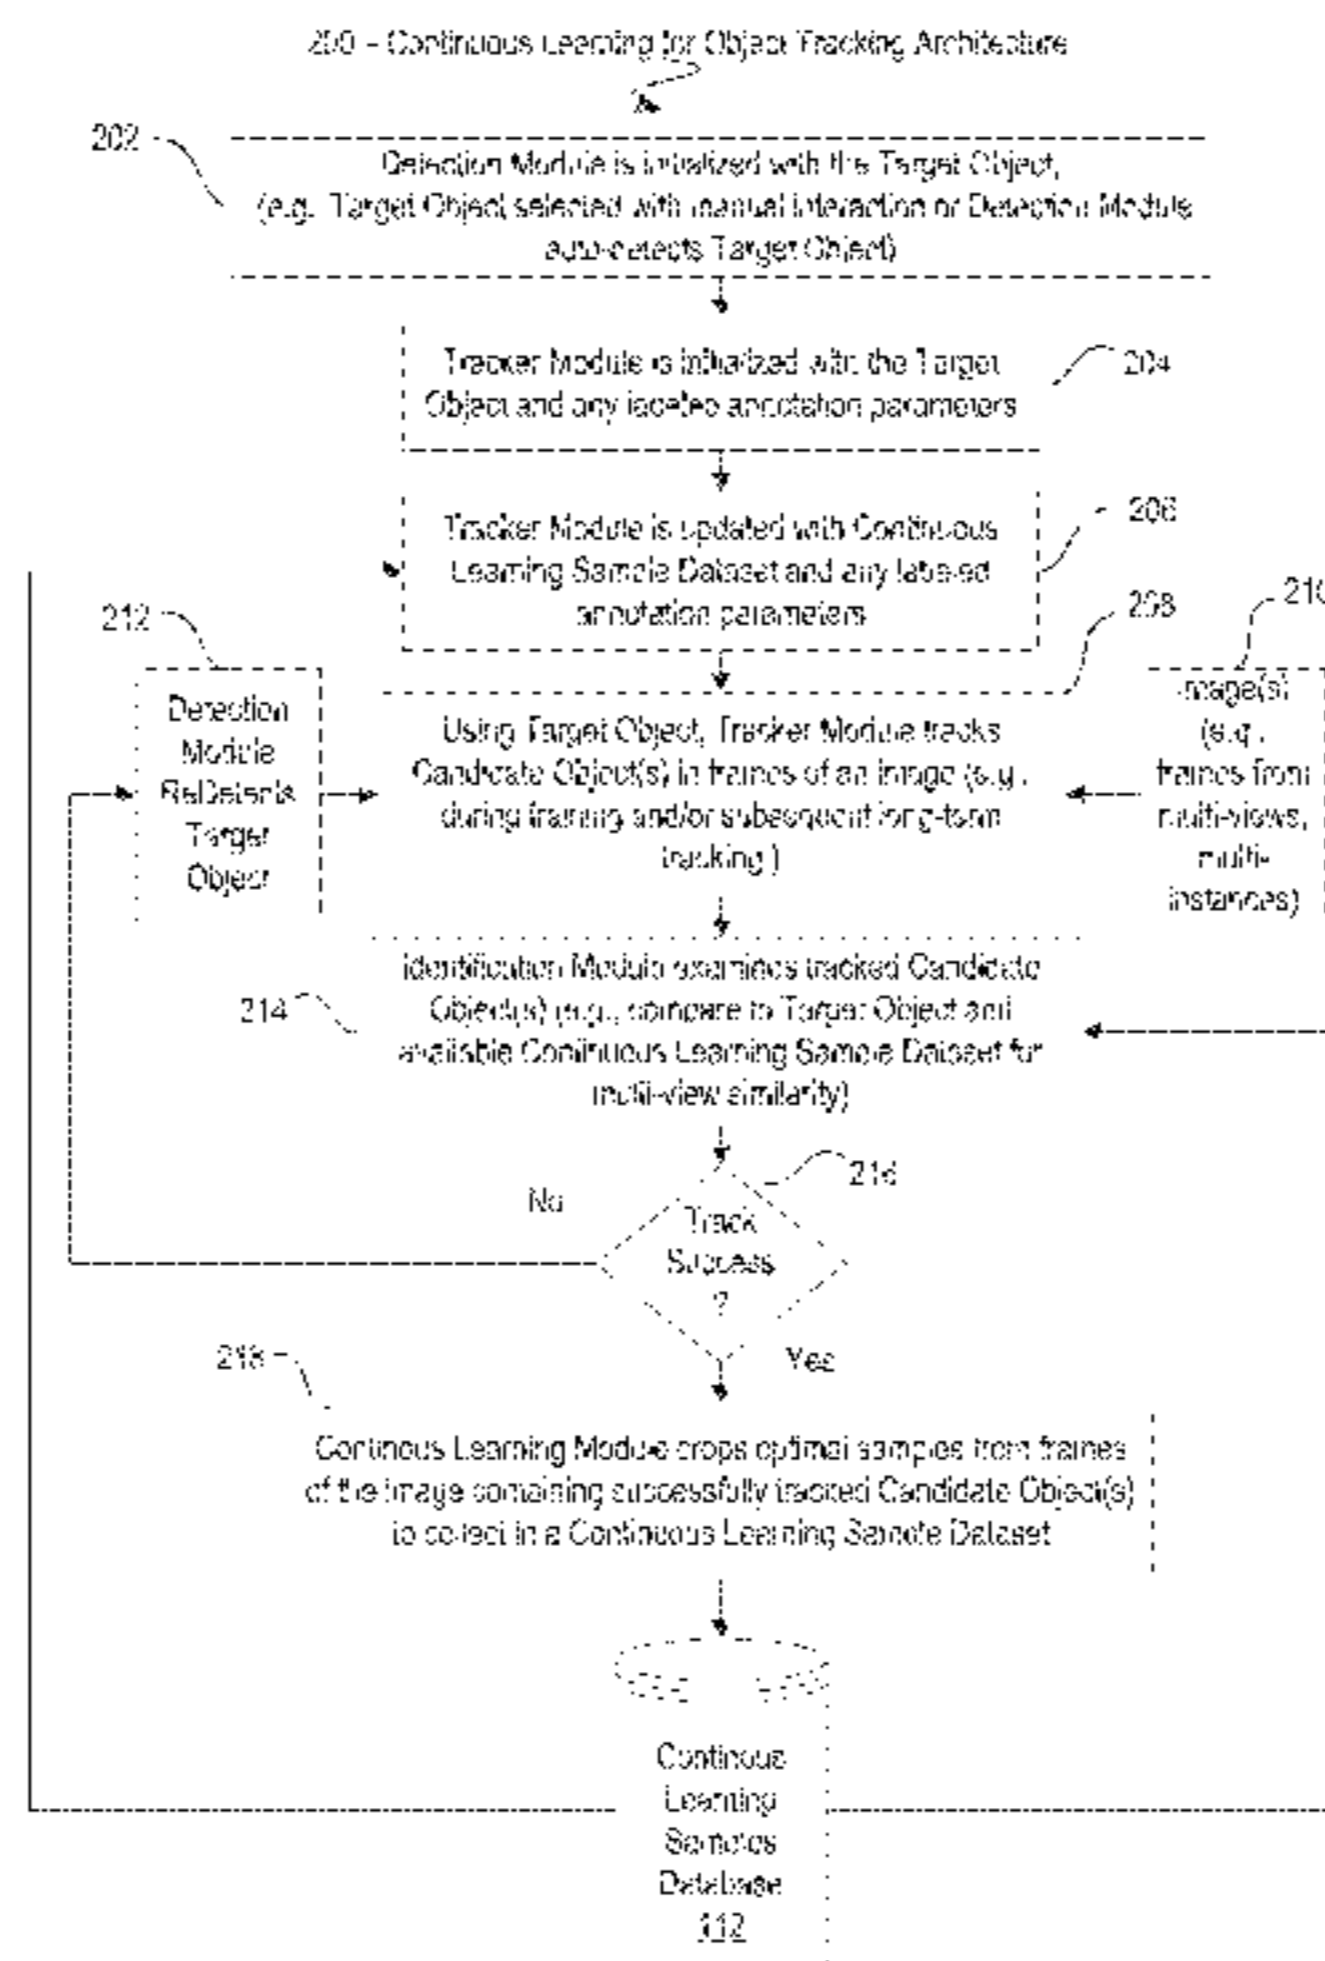 200 - Continuous Learning for Object Tracking Architecture
202
Detection Module is initialized with the Target Object,
(e.g. Target Object selected with manual interaction or Detection Module
auto-detects Target Object)
Tracker Module is initialized with the Target
Object and any labeled annotation parameters
204
Tracker Module is updated with Continuous
Learning Sample Dataset and any labeled
annotation parameters
206
208
210
212
Detection
Module
ReDetects
Target
Object
Using Target Object, Tracker Module tracks
Candidate Object(s) in frames of an image (e.g.,
during training and/or subsequent long-term
tracking.)
Image(s)
(e.g.,
frames from
multi-views,
multi-
instances)
214
Identification Module examines tracked Candidate
Object(s) (e.g., compare to Target Object and
available Continuous Learning Sample Dataset for
multi-view similarity)
216
No
Track
Success
?
Yes
218
Continous Learning Module crops optimal samples from frames
of the image containing successfully tracked Candidate Object(s)
to collect in a Continuous Learning Sample Dataset
Continous
Learning
Samples
Database
112